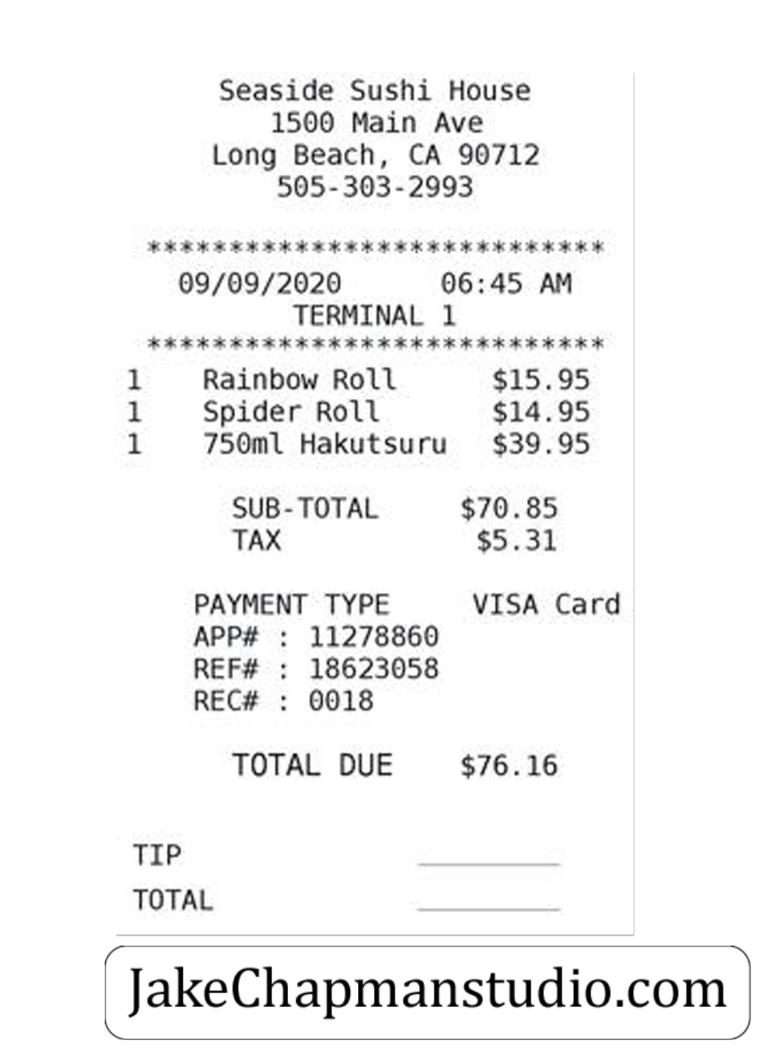 Seaside Sushi House
1500 Main Ave
Long Beach, CA 90712
505-303-2993
****************************
09/09/2020 06:45 AM
TERMINAL 1
****************************
1 Rainbow Roll $15.95
1 Spider Roll $14.95
1 750ml Hakutsuru $39.95
SUB-TOTAL $70.85
TAX $5.31
PAYMENT TYPE VISA Card
APP# : 11278860
REF# : 18623058
REC# : 0018
TOTAL DUE $76.16
TIP
TOTAL
JakeChapmanstudio.com